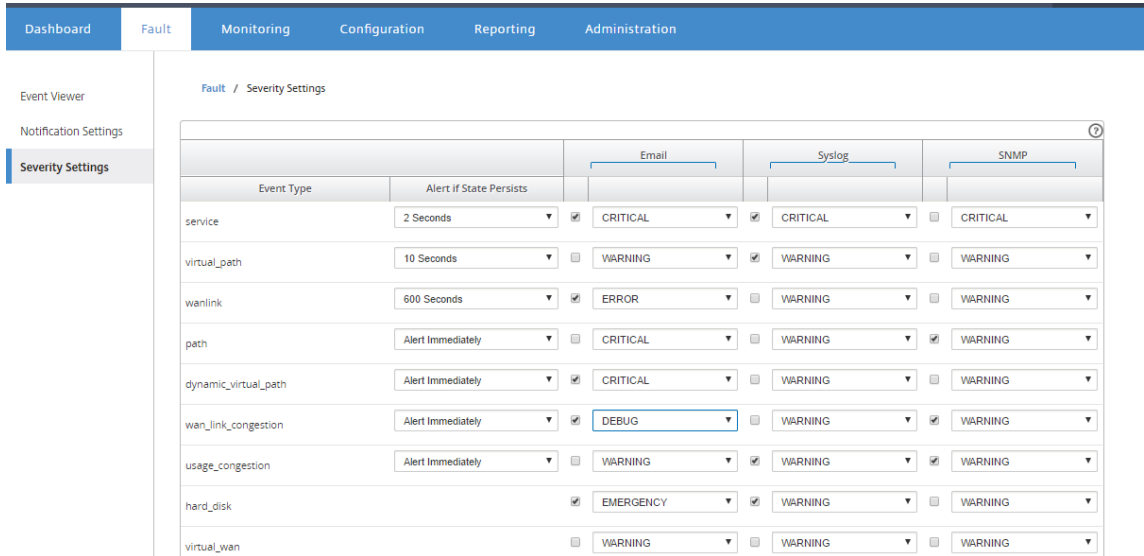 Dashboard Fault Monitoring Configuration Reporting Administration
Event Viewer
Notification Settings
Severity Settings
Fault / Severity Settings
?
Email Syslog SNMP
Event Type Alert if State Persists
service 2 Seconds CRITICAL CRITICAL CRITICAL
virtual_path 10 Seconds WARNING WARNING WARNING
wanlink 600 Seconds ERROR WARNING WARNING
path Alert Immediately CRITICAL WARNING WARNING
dynamic_virtual_path Alert Immediately CRITICAL WARNING WARNING
wan_link_congestion Alert Immediately DEBUG WARNING WARNING
usage_congestion Alert Immediately WARNING WARNING WARNING
hard_disk EMERGENCY WARNING WARNING
virtual_wan WARNING WARNING WARNING